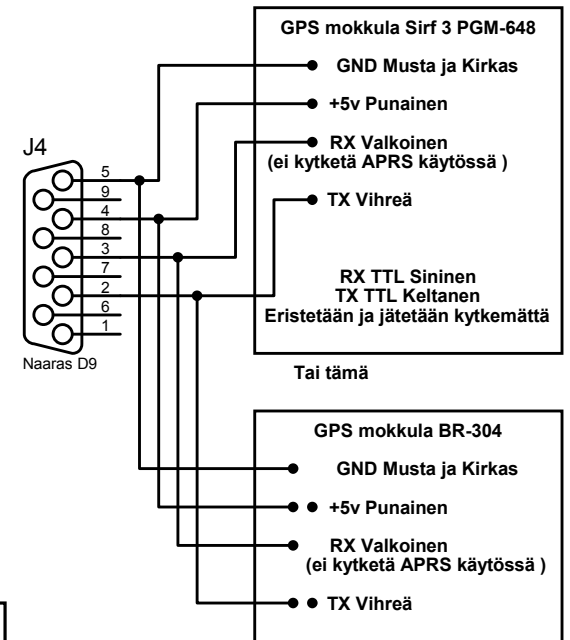 GPS mokkula Sirf 3 PGM-648
GND Musta ja Kirkas
+5v Punainen
RX Valkoinen
(ei kytketä APRS käytössä )
TX Vihreä
RX TTL Sininen
TX TTL Keltanen
Eristetään ja jätetään kytkemättä
J4
5
9
4
8
3
7
2
6
1
Naaras D9
Tai tämä
GPS mokkula BR-304
GND Musta ja Kirkas
+5v Punainen
RX Valkoinen
(ei kytketä APRS käytössä )
TX Vihreä